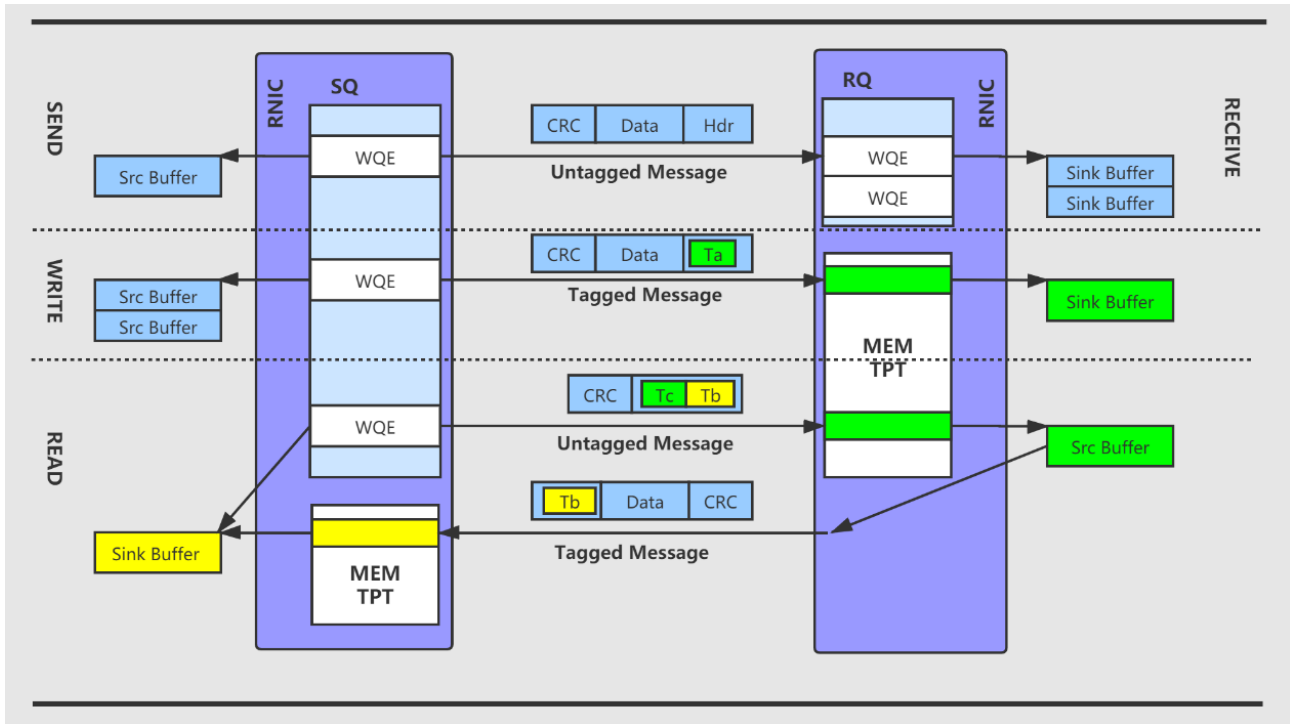 SEND
RNIC
SQ
RQ
RNIC
RECEIVE
CRC Data Hdr
WQE
Untagged Message
WQE
WQE
Src Buffer
Sink Buffer
Sink Buffer
WRITE
CRC Data Ta
WQE
Tagged Message
Src Buffer
Src Buffer
Sink Buffer
MEM
TPT
READ
CRC Tc Tb
WQE
Untagged Message
Src Buffer
Tb Data CRC
Tagged Message
Sink Buffer
MEM
TPT